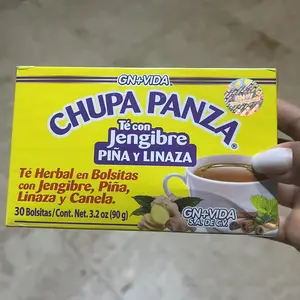 GN+VIDA
CHUPA PANZA®
Té con
Jengibre
PIÑA Y LINAZA
Té Herbal en Bolsitas
con Jengibre, Piña,
Linaza y Canela.
30 Bolsitas/Cont. Net. 3.2 oz (90 g)
GN+VIDA
S.A. DE C.V.